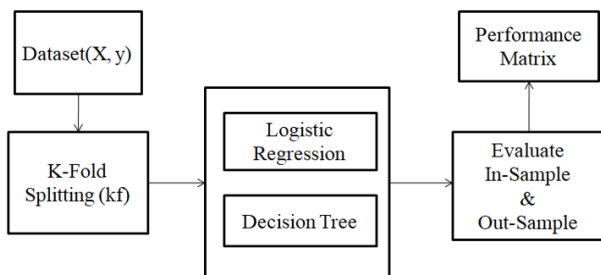 Dataset(X, y)
K-Fold
Splitting (kf)
Logistic
Regression
Decision Tree
Evaluate
In-Sample
&
Out-Sample
Performance
Matrix